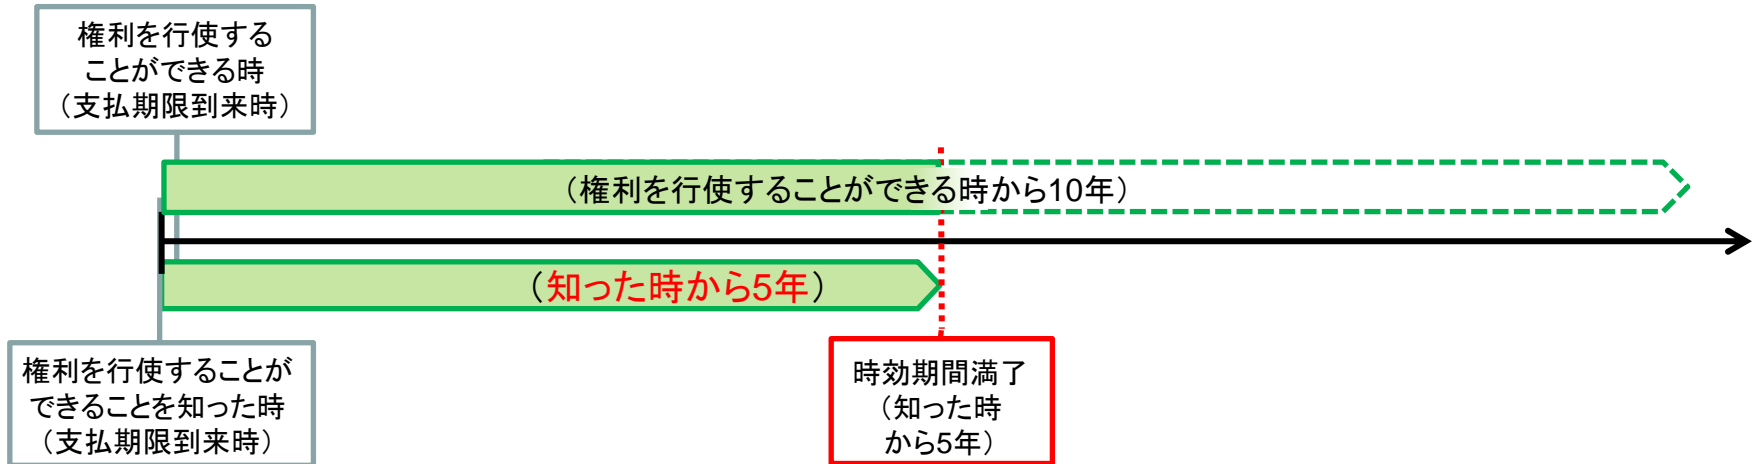 権利を行使する
ことができる時
（支払期限到来時）
（権利を行使することができる時から10年）
（知った時から5年）
権利を行使することが
できることを知った時
（支払期限到来時）
時効期間満了
（知った時
から5年）